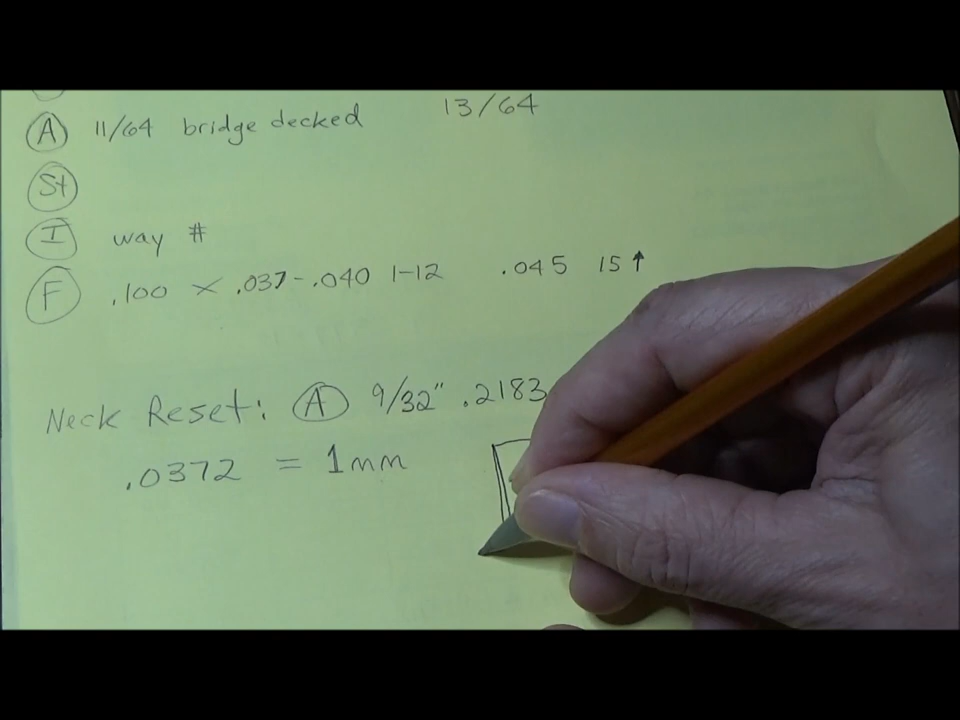 A 11/64 bridge decked 13/64
St
I way #
F .100 × .037-.040 1-12 .045 15↑
Neck Reset: A 9/32" .2183
.0372 = 1mm